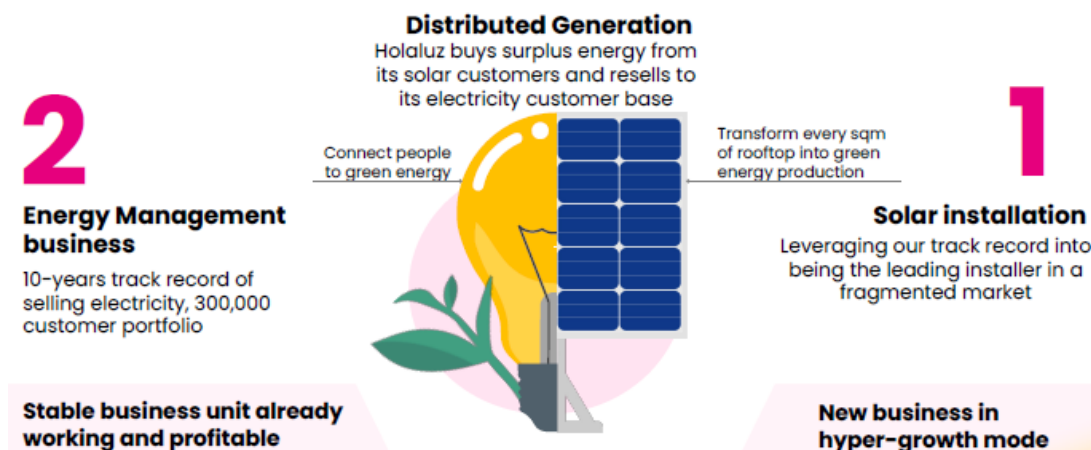 Distributed Generation
Holaluz buys surplus energy from
its solar customers and resells to
its electricity customer base
2
Connect people
to green energy
Transform every sqm
of rooftop into green
energy production
1
Energy Management
business
10-years track record of
selling electricity, 300,000
customer portfolio
Solar installation
Leveraging our track record into
being the leading installer in a
fragmented market
Stable business unit already
working and profitable
New business in
hyper-growth mode